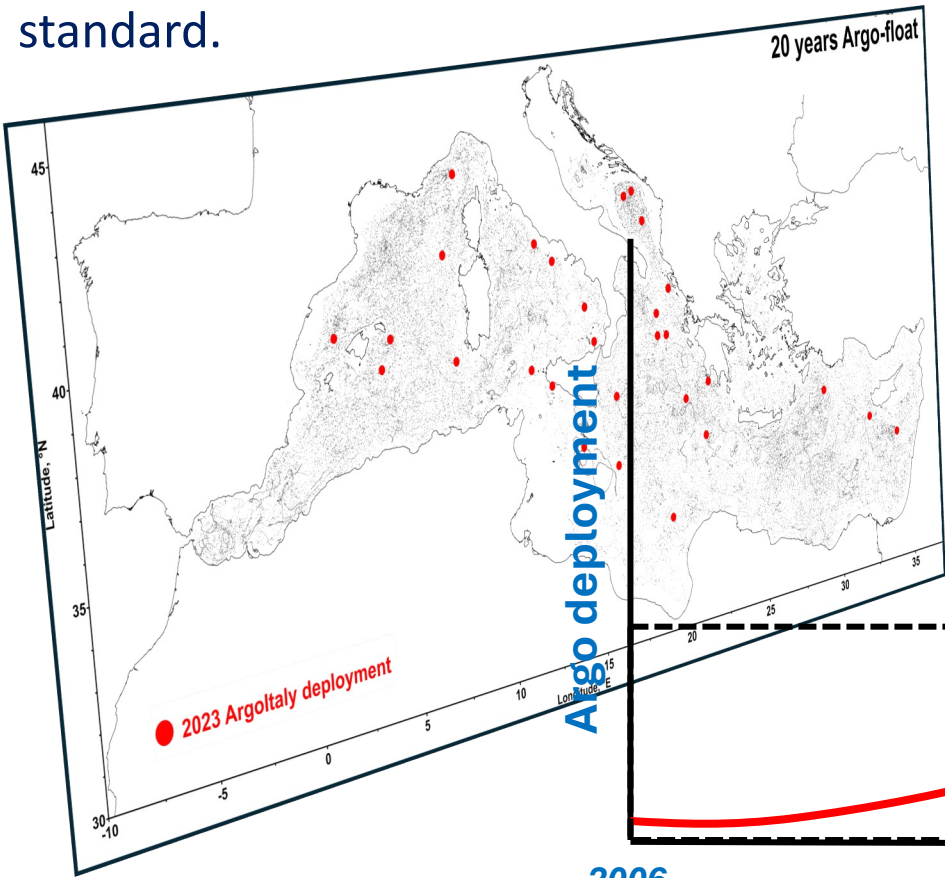 standard.
20 years Argo-float
45
40
35
30
Latitude, °N
-10
-5
0
5
10
15
20
25
30
35
Longitude, °E
2023 ArgoItaly deployment
Argo deployment
2006